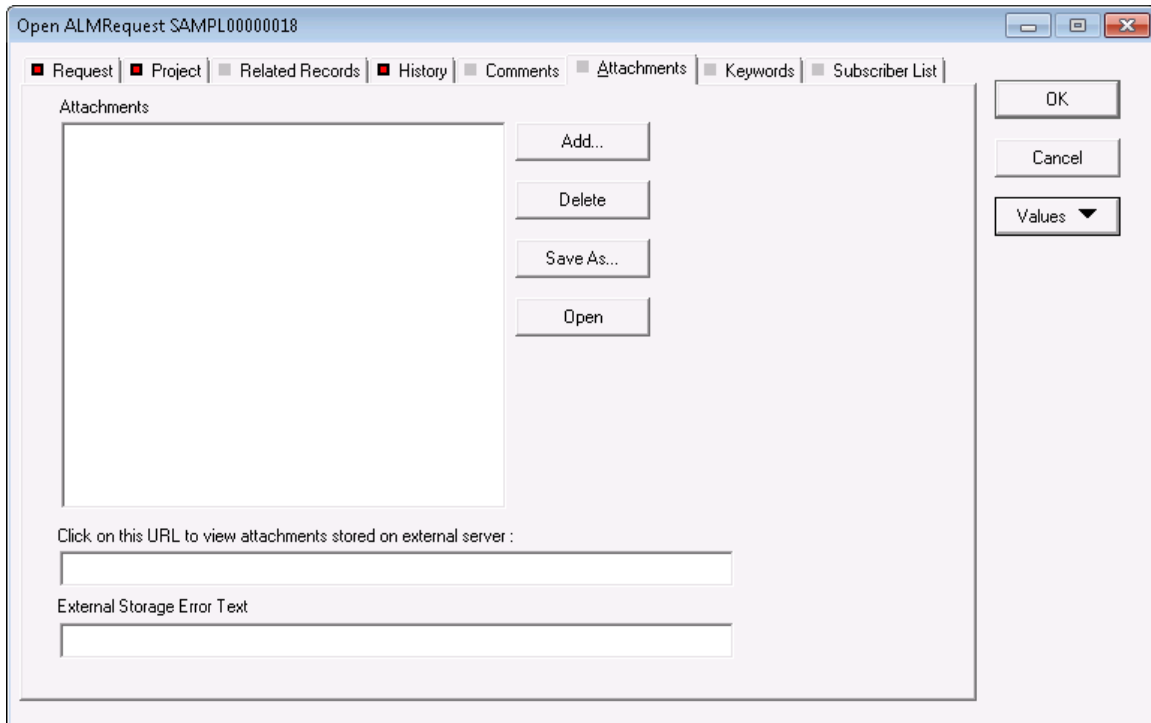 Open ALMRequest SAMPL00000018
Request Project Related Records History Comments Attachments Keywords Subscriber List
Attachments
Add...
Delete
Save As...
Open
OK
Cancel
Values
Click on this URL to view attachments stored on external server :
External Storage Error Text